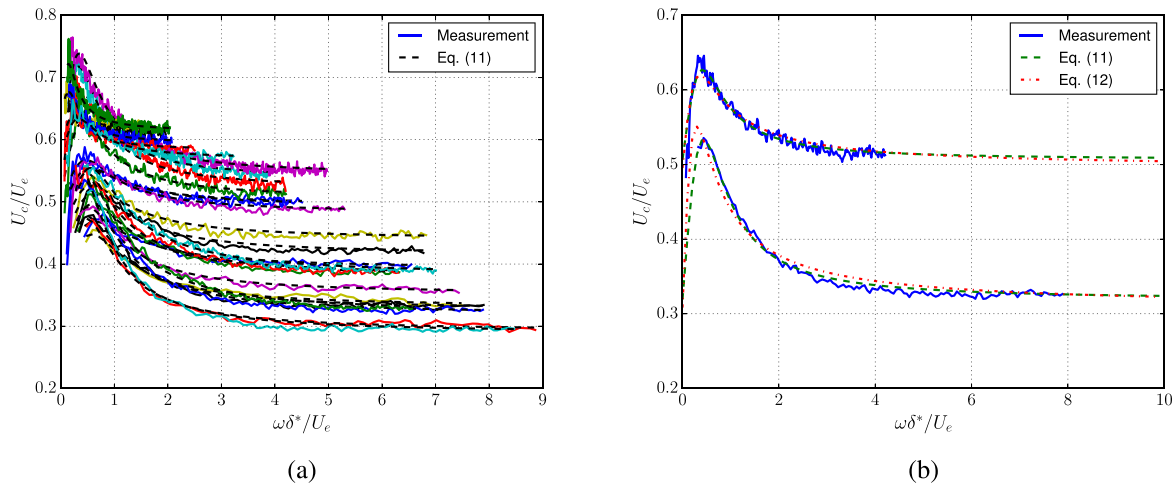 0.8
0.7
0.6
0.5
0.4
0.3
0.2
U_c/U_e
0 1 2 3 4 5 6 7 8 9
ωδ*/U_e
Measurement
Eq. (11)
(a)
0.7
0.6
0.5
0.4
0.3
0.2
U_c/U_e
0 2 4 6 8 10
ωδ*/U_e
Measurement
Eq. (11)
Eq. (12)
(b)